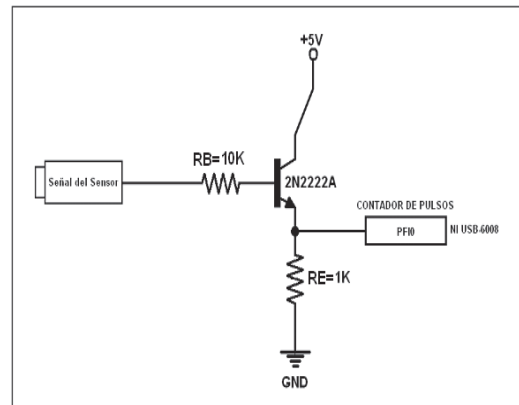 +5V
RB=10K
Señal del Sensor
2N2222A
CONTADOR DE PULSOS
PFI0
NI USB-6008
RE=1K
GND